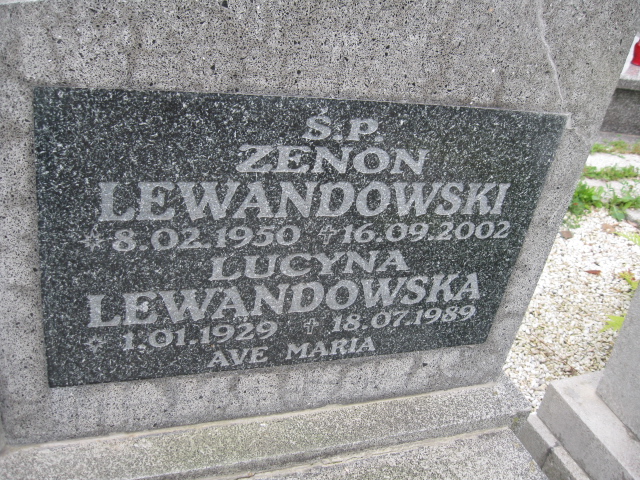 Ś.P.
ZENON
LEWANDOWSKI
* 8.02.1950 ✝ 16.09.2002
LUCYNA
LEWANDOWSKA
* 1.01.1929 ✝ 18.07.1989
AVE MARIA